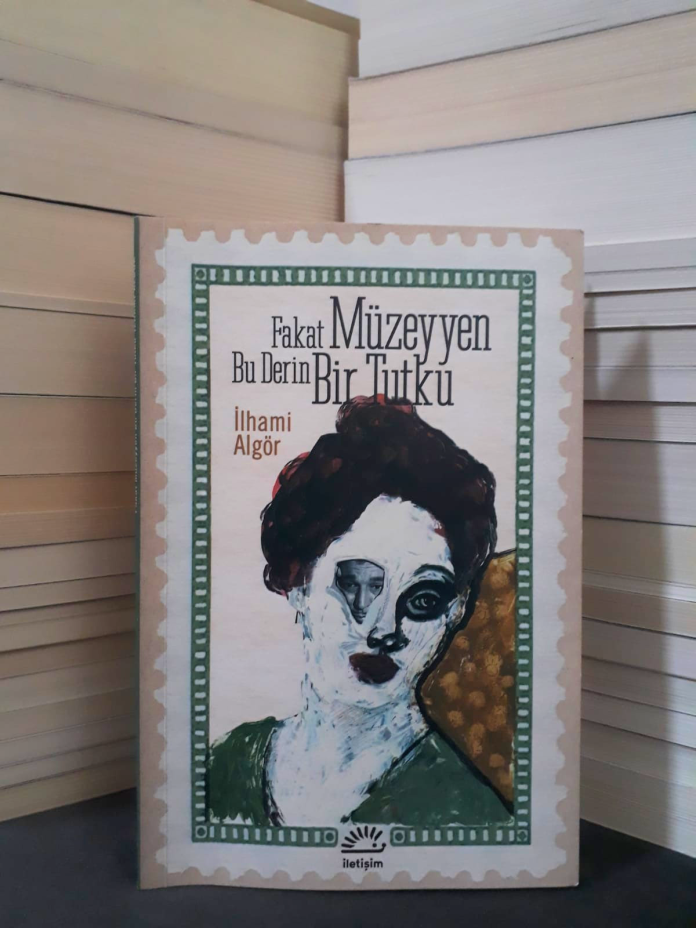 Fakat Müzeyyen
Bu Derin Bir Tutku
İlhami
Algör
iletişim